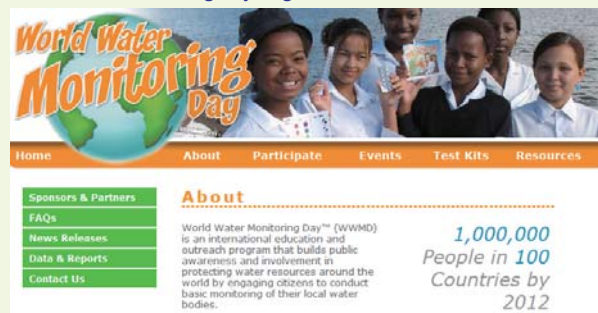 World Water
Monitoring
Day
Home About Participate Events Test Kits Resources
Sponsors & Partners
FAQs
News Releases
Data & Reports
Contact Us
About
World Water Monitoring Day™ (WWMD)
is an international education and
outreach program that builds public
awareness and involvement in
protecting water resources around the
world by engaging citizens to conduct
basic monitoring of their local water
bodies.
1,000,000
People in 100
Countries by
2012